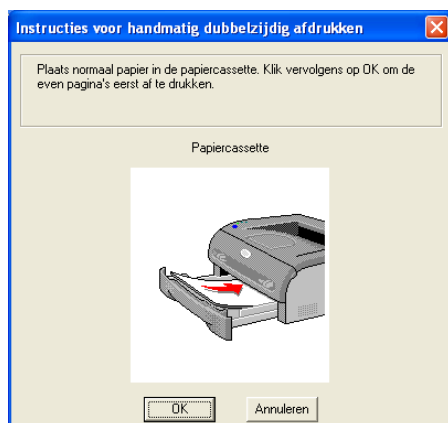 Instructies voor handmatig dubbelzijdig afdrukken
Plaats normaal papier in de papiercassette. Klik vervolgens op OK om de
even pagina's eerst af te drukken.
Papiercassette
OK
Annuleren